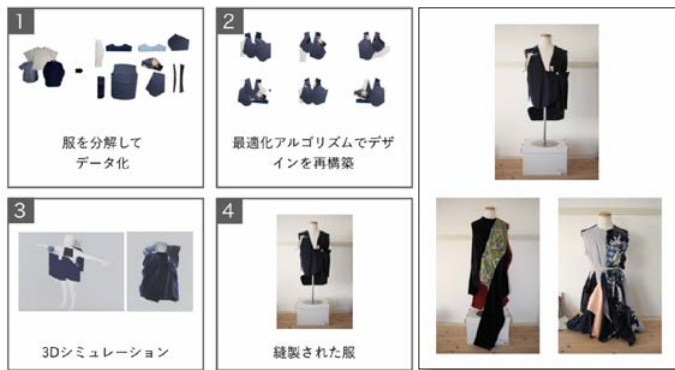 1
服を分解して
データ化
2
最適化アルゴリズムでデザ
インを再構築
3
3Dシミュレーション
4
縫製された服